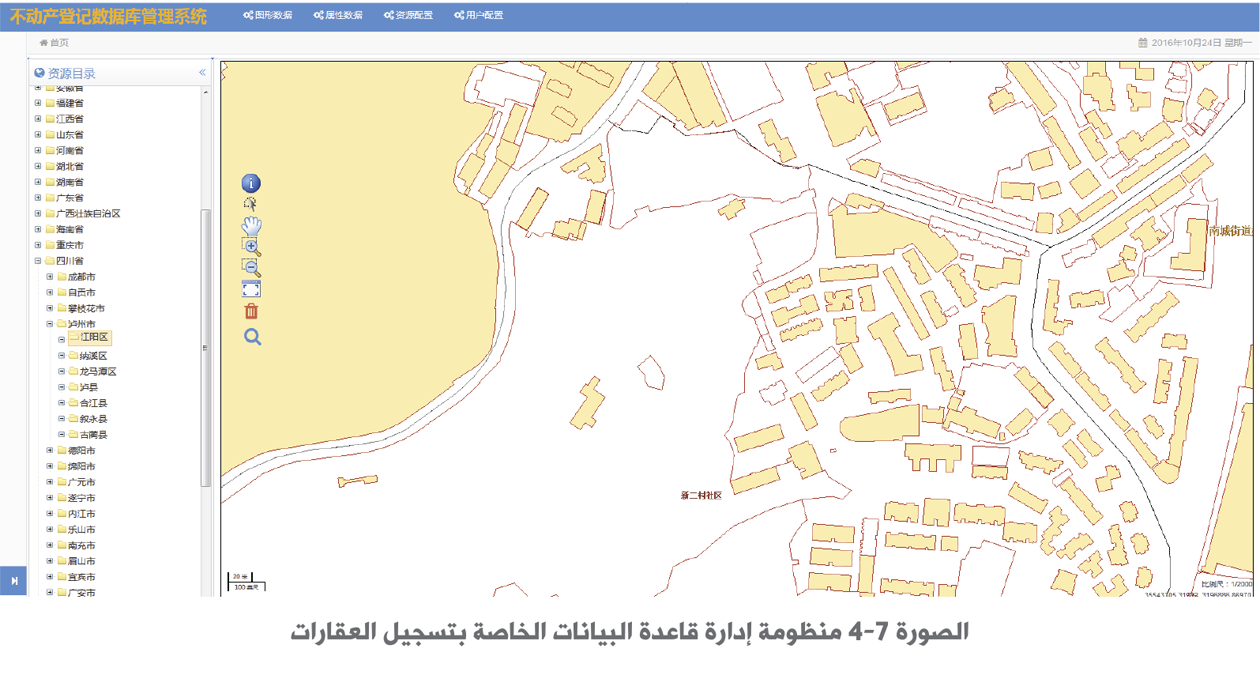 不动产登记数据库管理系统
图形数据 属性数据 资源配置 用户配置
首页
2016年10月24日 星期一
资源目录
安徽省
福建省
江西省
山东省
河南省
湖北省
湖南省
广东省
广西壮族自治区
海南省
重庆市
四川省
成都市
自贡市
攀枝花市
泸州市
江阳区
纳溪区
龙马潭区
泸县
合江县
叙永县
古蔺县
德阳市
绵阳市
广元市
遂宁市
内江市
乐山市
南充市
眉山市
宜宾市
广安市
南城街道
新二村社区
20 米
100 英尺
比例尺：1/2000
الصورة 7-4 منظومة إدارة قاعدة البيانات الخاصة بتسجيل العقارات